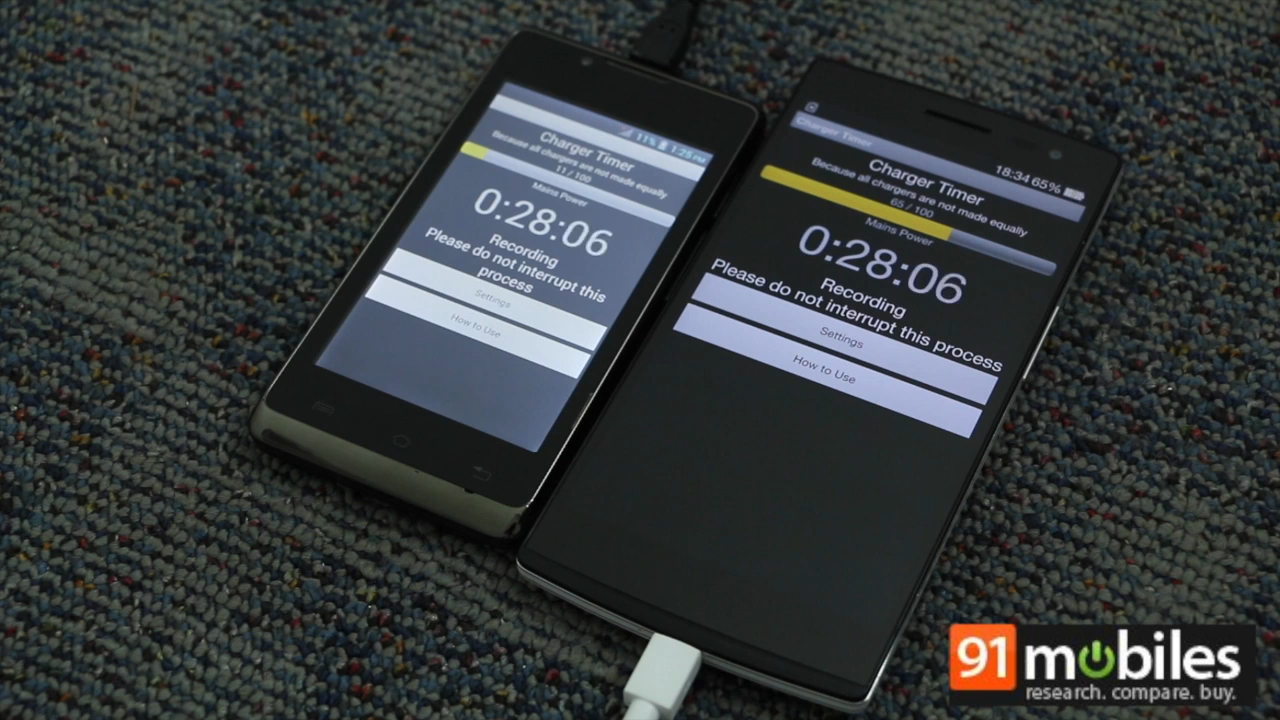 11% 1:25 PM
Charger Timer
Because all chargers are not made equally
11 / 100
Mains Power
0:28:06
Recording
Please do not interrupt this
process
Settings
How to Use
18:34 65%
Charger Timer
Charger Timer
Because all chargers are not made equally
65 / 100
Mains Power
0:28:06
Recording
Please do not interrupt this process
Settings
How to Use
91mobiles
research. compare. buy.